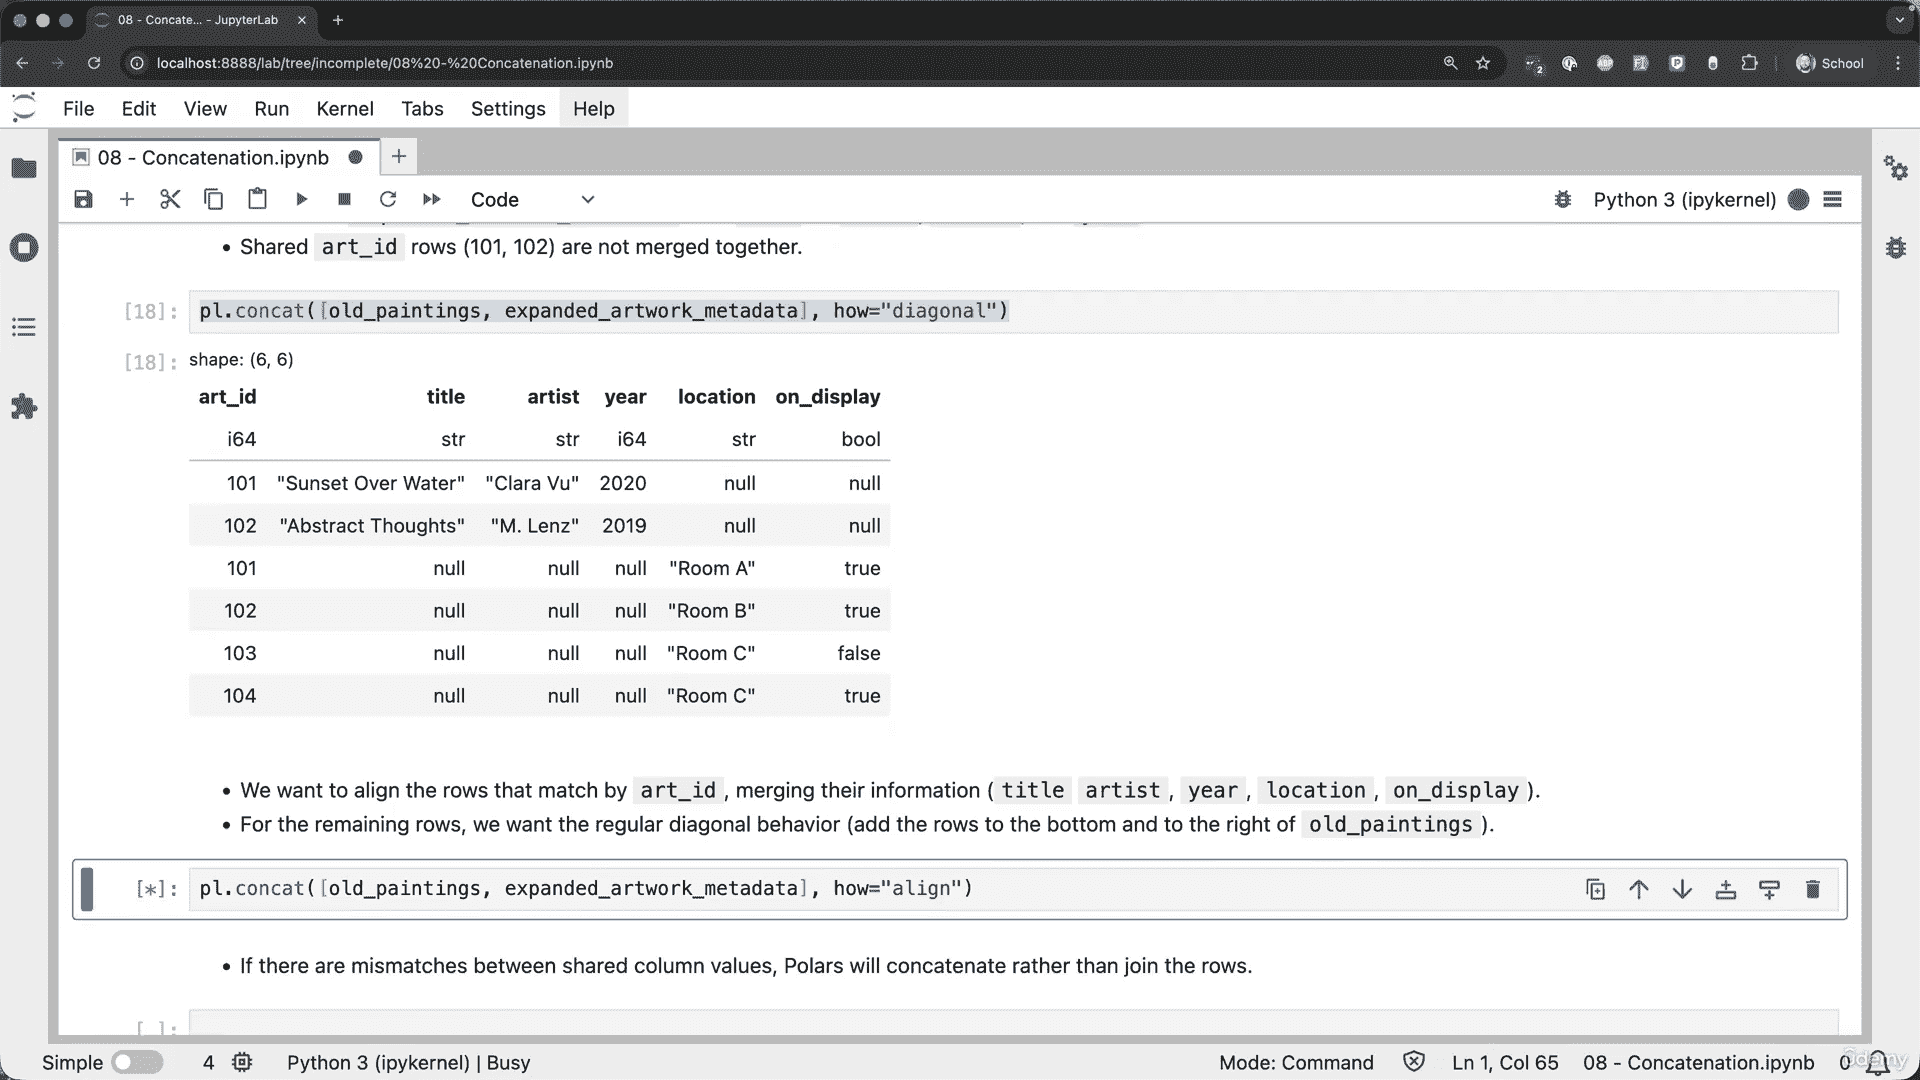 08 - Concate... - JupyterLab
localhost:8888/lab/tree/incomplete/08%20-%20Concatenation.ipynb
2
School
File Edit View Run Kernel Tabs Settings Help
08 - Concatenation.ipynb
Code
Python 3 (ipykernel)
Shared art_id rows (101, 102) are not merged together.
[18]: pl.concat([old_paintings, expanded_artwork_metadata], how="diagonal")
[18]: shape: (6, 6)
art_id title artist year location on_display
i64 str str i64 str bool
101 "Sunset Over Water" "Clara Vu" 2020 null null
102 "Abstract Thoughts" "M. Lenz" 2019 null null
101 null null null "Room A" true
102 null null null "Room B" true
103 null null null "Room C" false
104 null null null "Room C" true
We want to align the rows that match by art_id , merging their information ( title artist , year , location , on_display ).
For the remaining rows, we want the regular diagonal behavior (add the rows to the bottom and to the right of old_paintings ).
[*]: pl.concat([old_paintings, expanded_artwork_metadata], how="align")
If there are mismatches between shared column values, Polars will concatenate rather than join the rows.
[ ]:
Simple 4 Python 3 (ipykernel) | Busy Mode: Command Ln 1, Col 65 08 - Concatenation.ipynb 0
Udemy